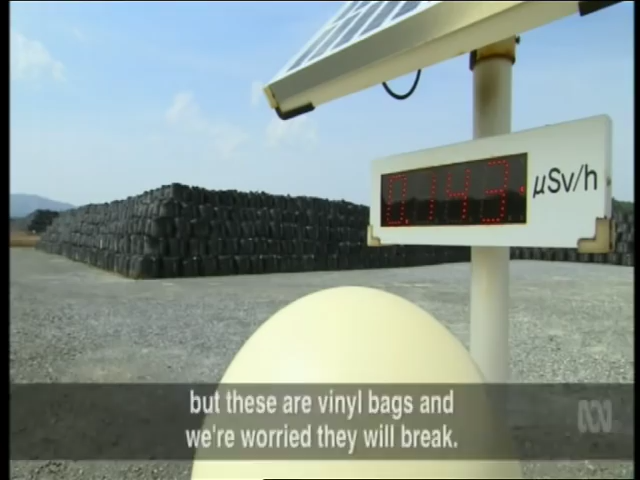 0.143
µSv/h
but these are vinyl bags and
we're worried they will break.